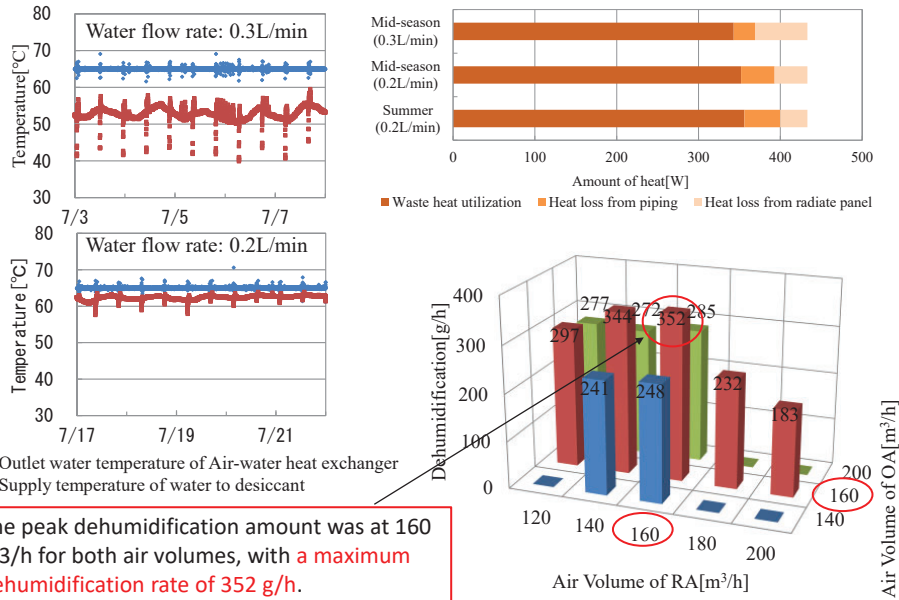 80
70
60
50
40
30
Temperature[℃]
Water flow rate: 0.3L/min
7/3
7/5
7/7
80
70
60
50
40
30
Temperature[℃]
Water flow rate: 0.2L/min
7/17
7/19
7/21
Outlet water temperature of Air-water heat exchanger
Supply temperature of water to desiccant
Mid-season
(0.3L/min)
Mid-season
(0.2L/min)
Summer
(0.2L/min)
0
100
200
300
400
500
Amount of heat[W]
Waste heat utilization
Heat loss from piping
Heat loss from radiate panel
400
300
200
100
0
Dehumidification[g/h]
277
272
285
297
344
352
232
183
241
248
120
140
160
180
200
Air Volume of RA[m³/h]
200
160
140
Air Volume of OA[m³/h]
ne peak dehumidification amount was at 160
3/h for both air volumes, with a maximum
ehumidification rate of 352 g/h.